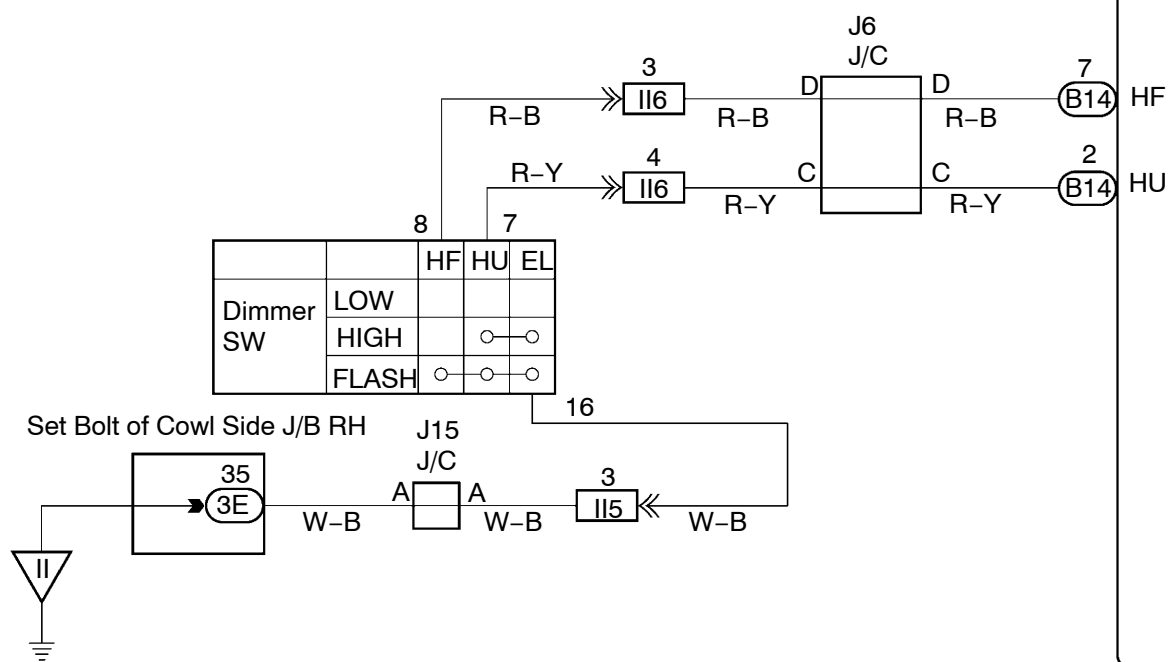 J6
J/C
3
II6
D
D
7
B14
HF
R−B
R−B
R−B
4
II6
C
C
2
B14
HU
R−Y
R−Y
R−Y
8
7
HF
HU
EL
Dimmer
SW
LOW
HIGH
FLASH
16
Set Bolt of Cowl Side J/B RH
J15
J/C
35
3E
A
A
3
II5
W−B
W−B
W−B
II